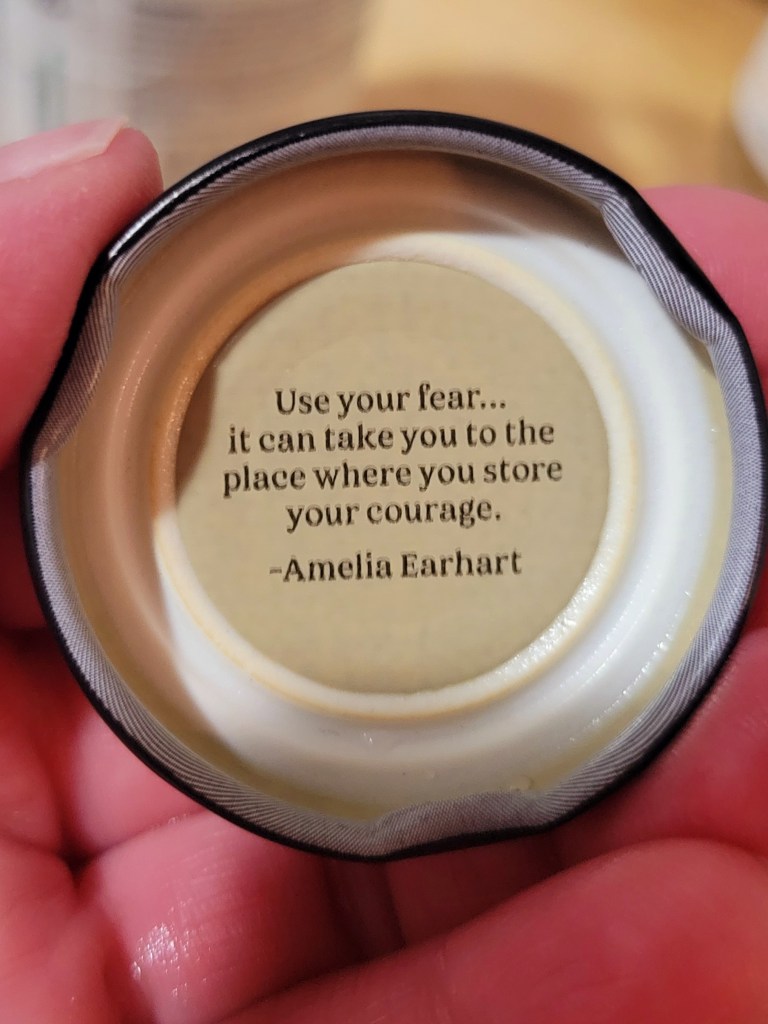 Use your fear...
it can take you to the
place where you store
your courage.
-Amelia Earhart